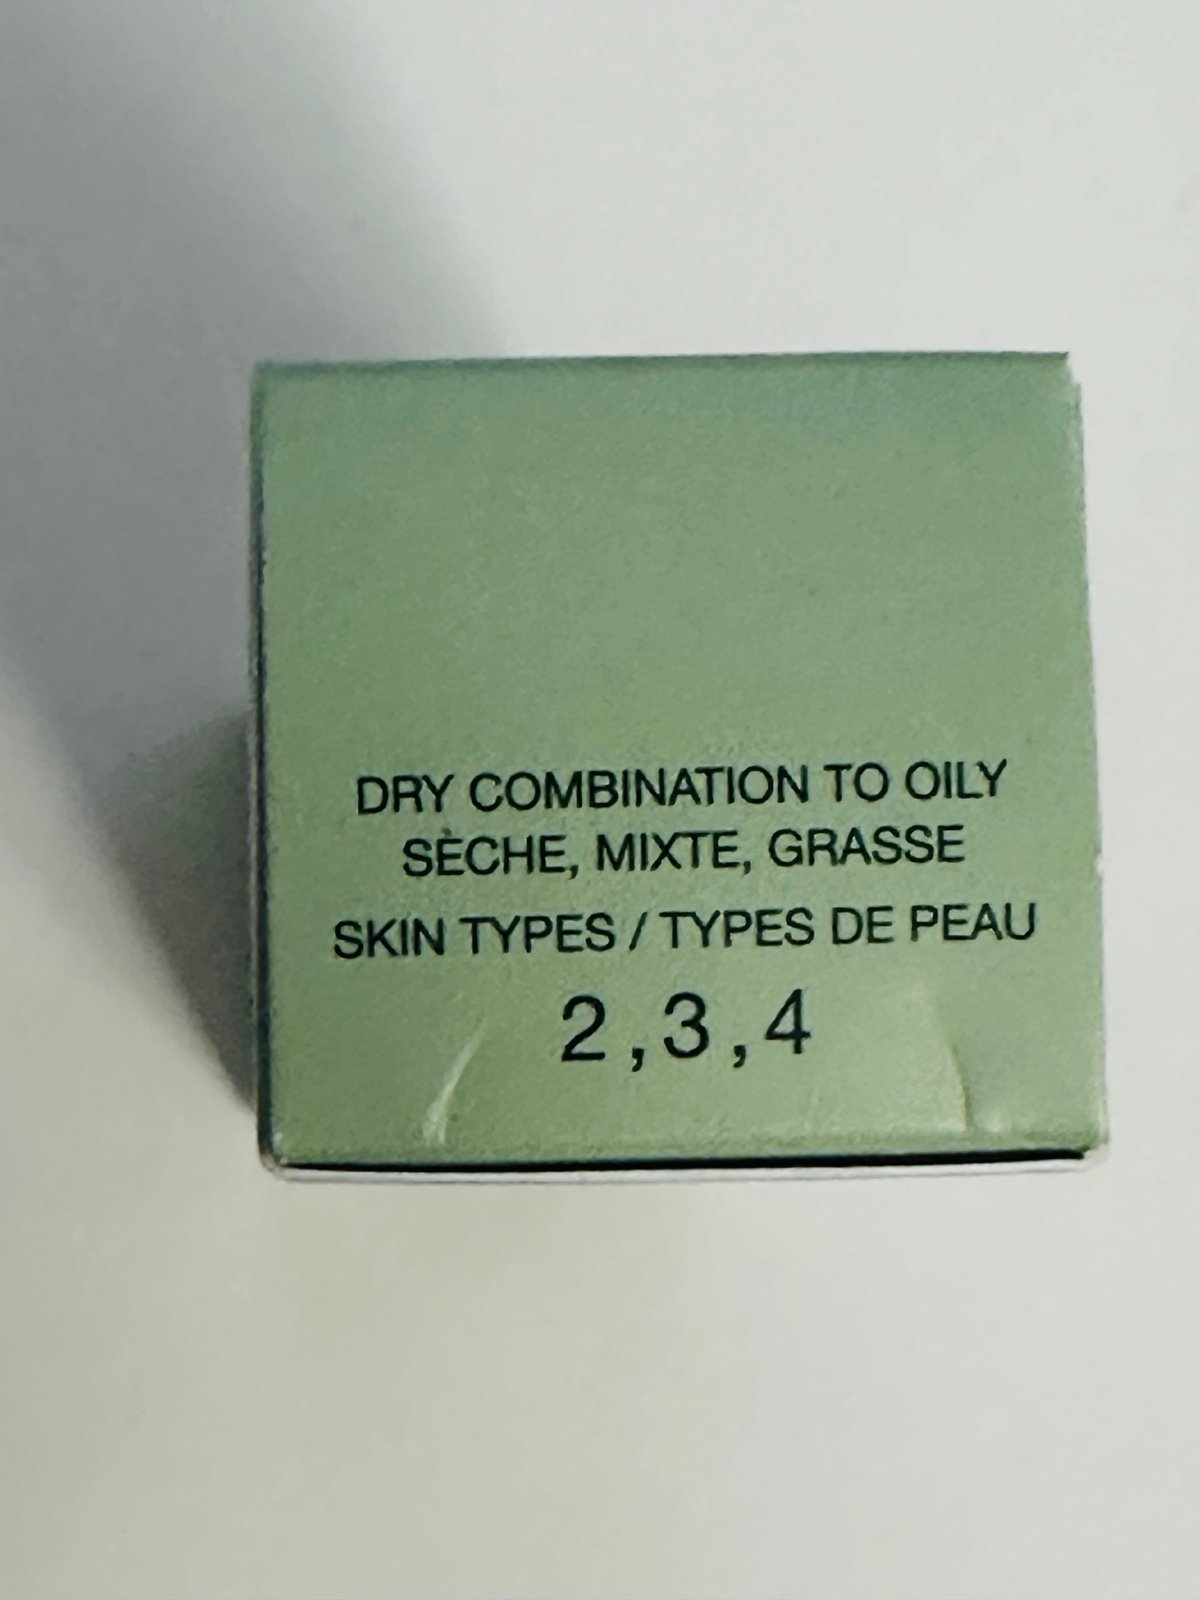 DRY COMBINATION TO OILY
SÈCHE, MIXTE, GRASSE
SKIN TYPES / TYPES DE PEAU
2,3,4